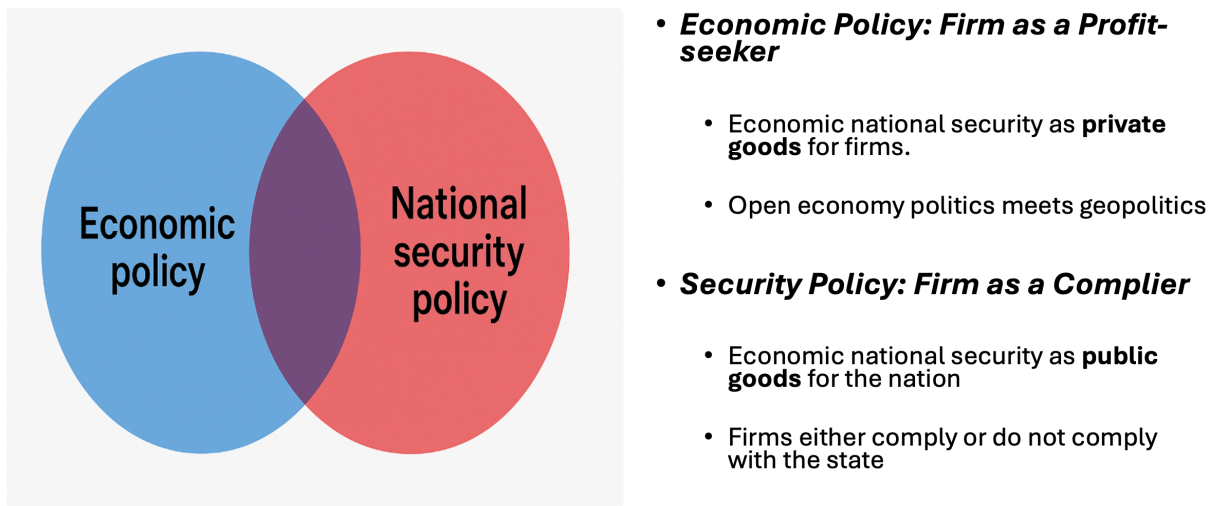 Economic
policy
National
security
policy
• Economic Policy: Firm as a Profit-
seeker
• Economic national security as private
goods for firms.
• Open economy politics meets geopolitics
• Security Policy: Firm as a Complier
• Economic national security as public
goods for the nation
• Firms either comply or do not comply
with the state